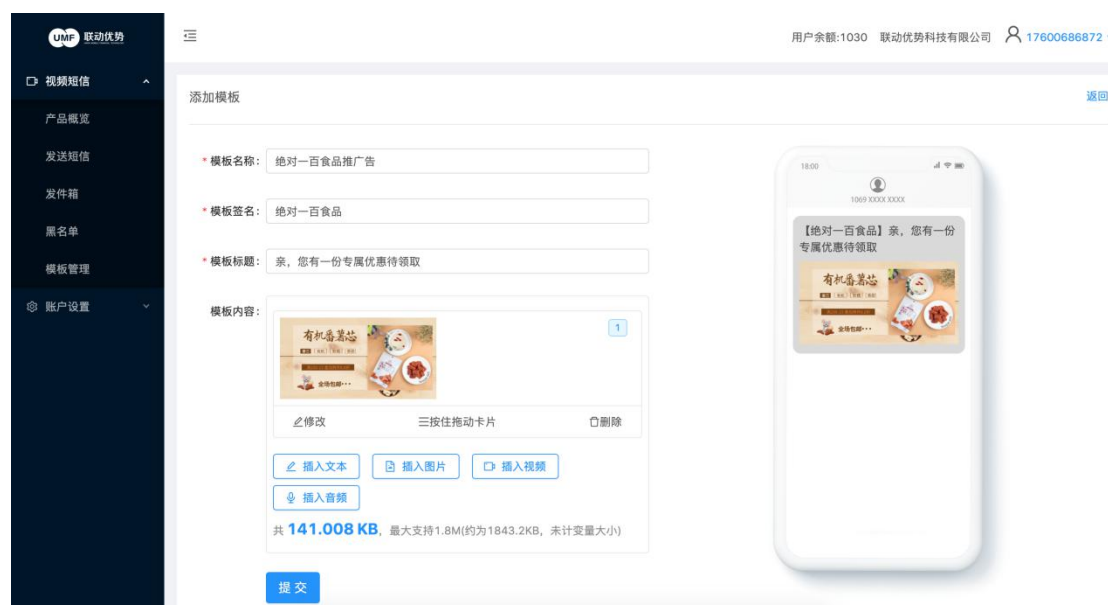 UMF 联动优势
用户余额:1030 联动优势科技有限公司 17600686872
视频短信
产品概览
发送短信
发件箱
黑名单
模板管理
账户设置
添加模板
返回
* 模板名称: 绝对一百食品推广告
* 模板签名: 绝对一百食品
* 模板标题: 亲, 您有一份专属优惠待领取
模板内容:
有机番薯芯
全场包邮···
1
修改
按住拖动卡片
删除
插入文本
插入图片
插入视频
插入音频
共 141.008 KB, 最大支持1.8M(约为1843.2KB, 未计变量大小)
提交
18:00
1069 XXXX XXXX
【绝对一百食品】亲, 您有一份
专属优惠待领取
有机番薯芯
全场包邮···